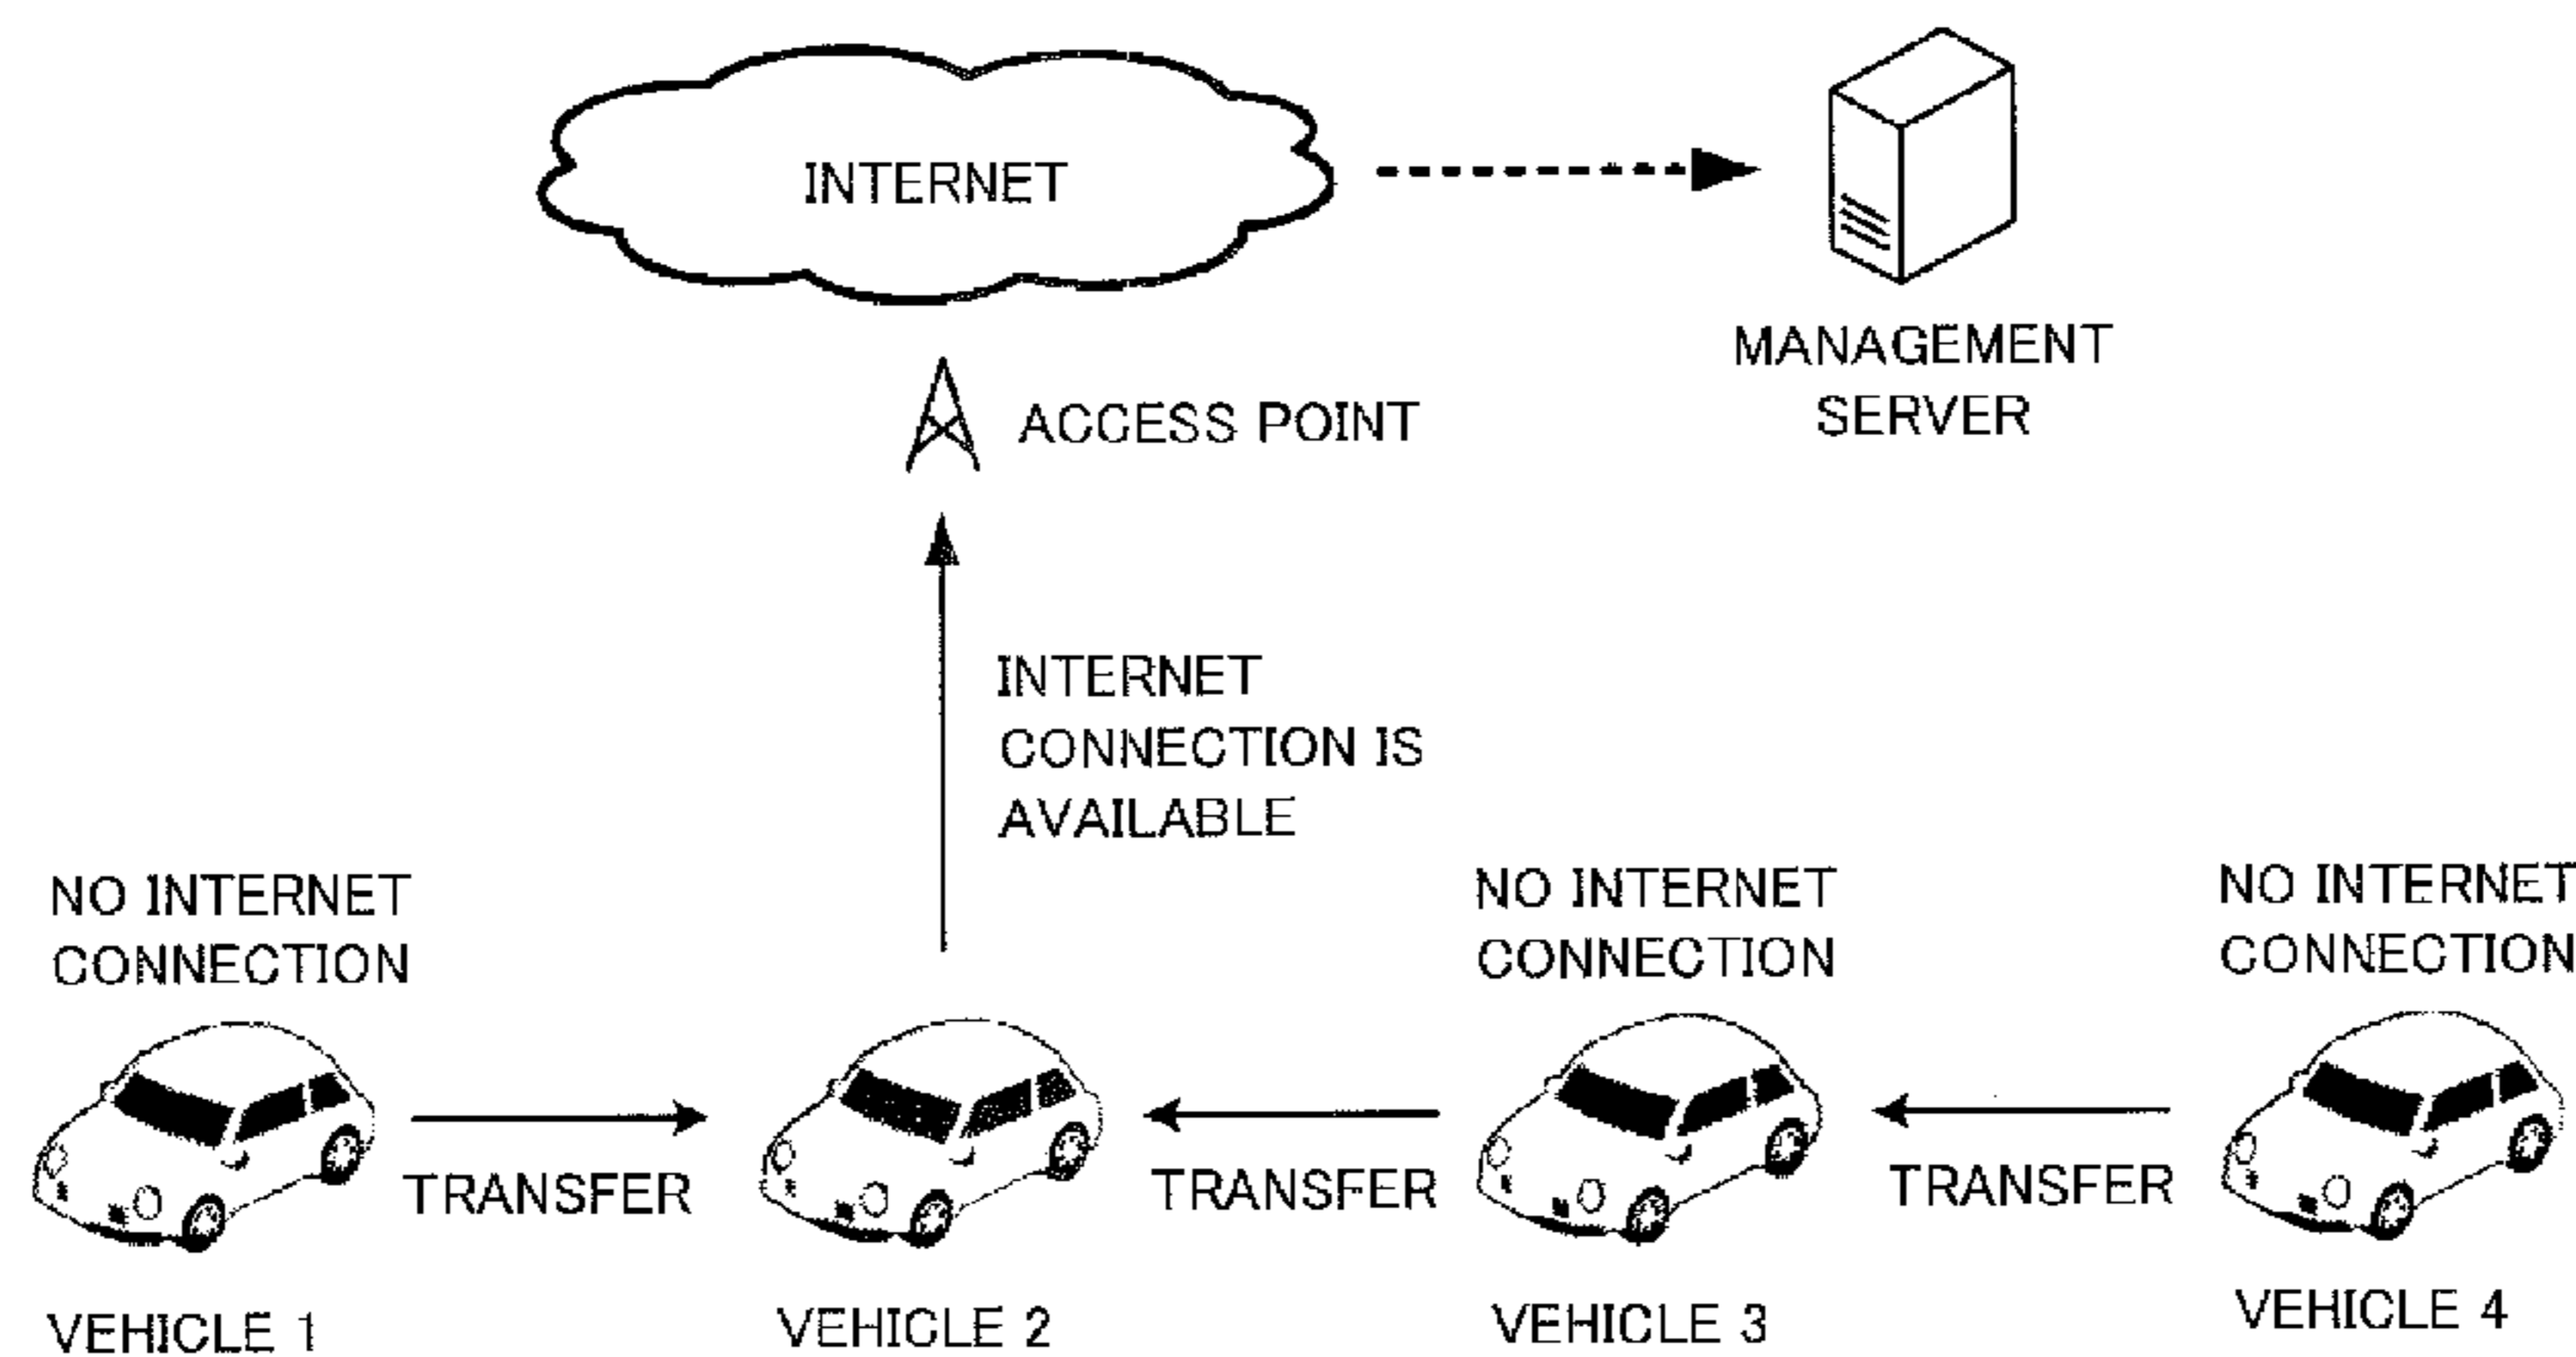 INTERNET
MANAGEMENT
SERVER
ACCESS POINT
INTERNET
CONNECTION IS
AVAILABLE
NO INTERNET
CONNECTION
NO INTERNET
CONNECTION
NO INTERNET
CONNECTION
TRANSFER
TRANSFER
TRANSFER
VEHICLE 1
VEHICLE 2
VEHICLE 3
VEHICLE 4